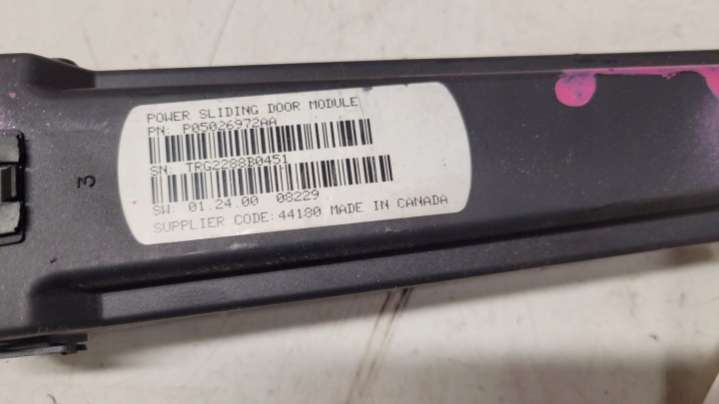 POWER SLIDING DOOR MODULE
PN: P05026972AA
SN: TRG2288B0451
SW: 01.24.00 08229
SUPPLIER CODE:44180 MADE IN CANADA
3